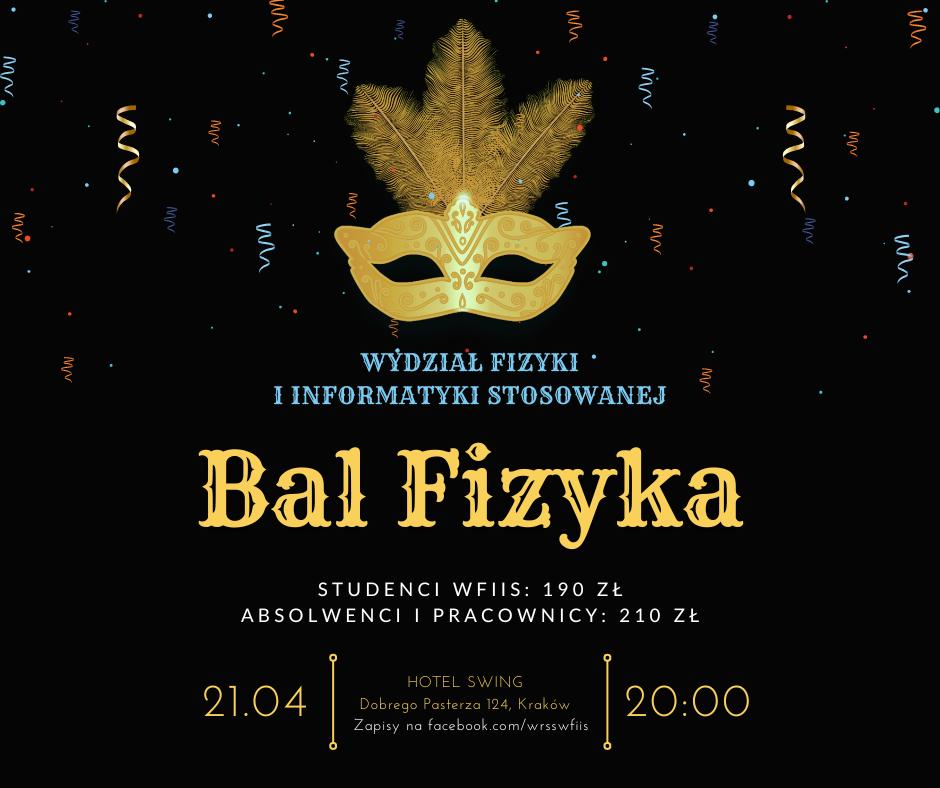 WYDZIAŁ FIZYKI
I INFORMATYKI STOSOWANEJ
Bal Fizyka
STUDENCI WFIIS: 190 ZŁ
ABSOLWENCI I PRACOWNICY: 210 ZŁ
21.04
HOTEL SWING
Dobrego Pasterza 124, Kraków
Zapisy na facebook.com/wrsswfiis
20:00